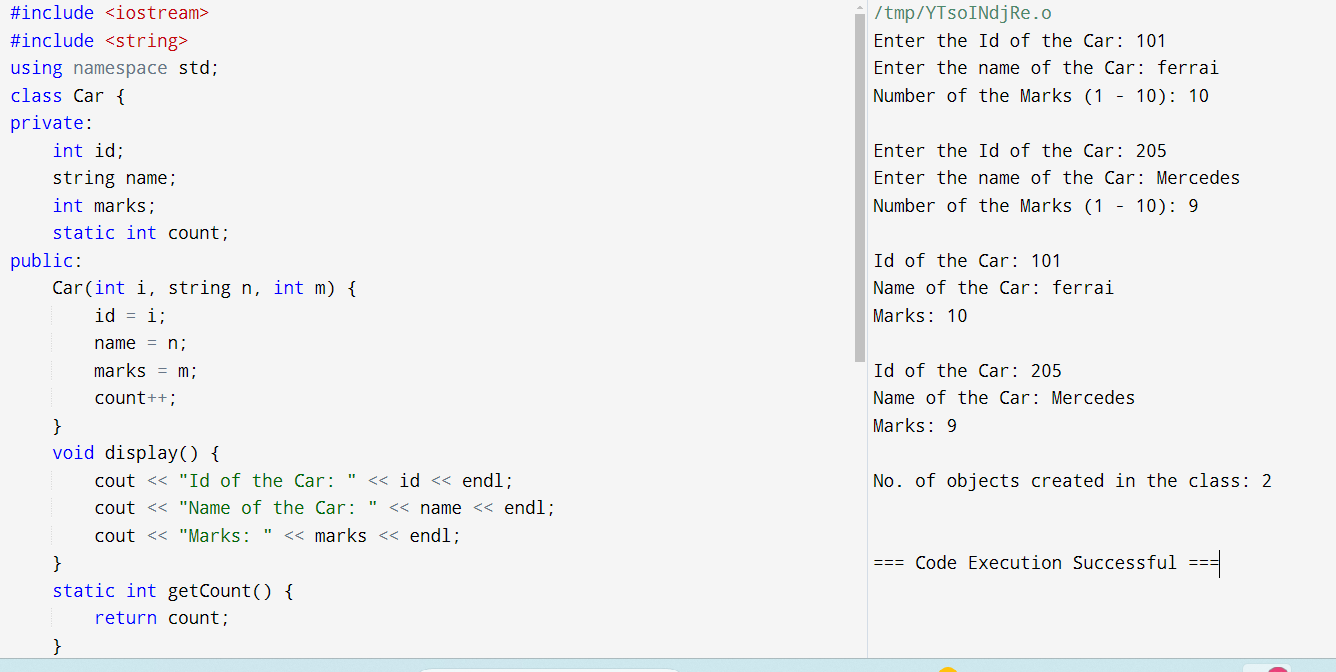 #include <iostream>
#include <string>
using namespace std;
class Car {
private:
    int id;
    string name;
    int marks;
    static int count;
public:
    Car(int i, string n, int m) {
        id = i;
        name = n;
        marks = m;
        count++;
    }
    void display() {
        cout << "Id of the Car: " << id << endl;
        cout << "Name of the Car: " << name << endl;
        cout << "Marks: " << marks << endl;
    }
    static int getCount() {
        return count;
    }
/tmp/YTsoINdjRe.o
Enter the Id of the Car: 101
Enter the name of the Car: ferrai
Number of the Marks (1 - 10): 10

Enter the Id of the Car: 205
Enter the name of the Car: Mercedes
Number of the Marks (1 - 10): 9

Id of the Car: 101
Name of the Car: ferrai
Marks: 10

Id of the Car: 205
Name of the Car: Mercedes
Marks: 9

No. of objects created in the class: 2

=== Code Execution Successful ===